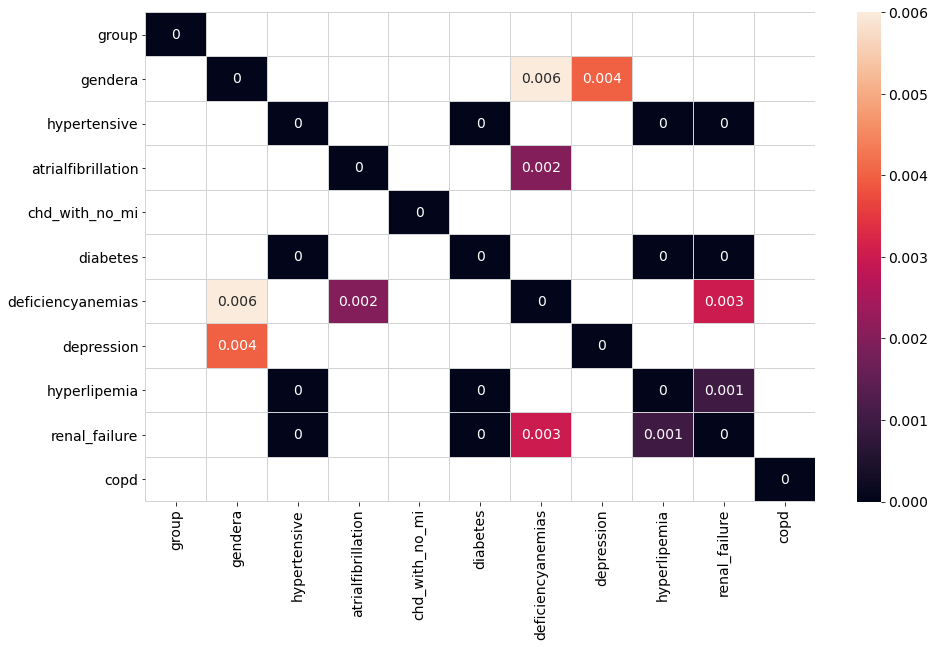 group 0
gendera 0 0.006 0.004
hypertensive 0 0 0 0
atrialfibrillation 0 0.002
chd_with_no_mi 0
diabetes 0 0 0 0
deficiencyanemias 0.006 0.002 0 0.003
depression 0.004 0
hyperlipemia 0 0 0 0.001
renal_failure 0 0 0.003 0.001 0
copd 0
group
gendera
hypertensive
atrialfibrillation
chd_with_no_mi
diabetes
deficiencyanemias
depression
hyperlipemia
renal_failure
copd
0.006
0.005
0.004
0.003
0.002
0.001
0.000